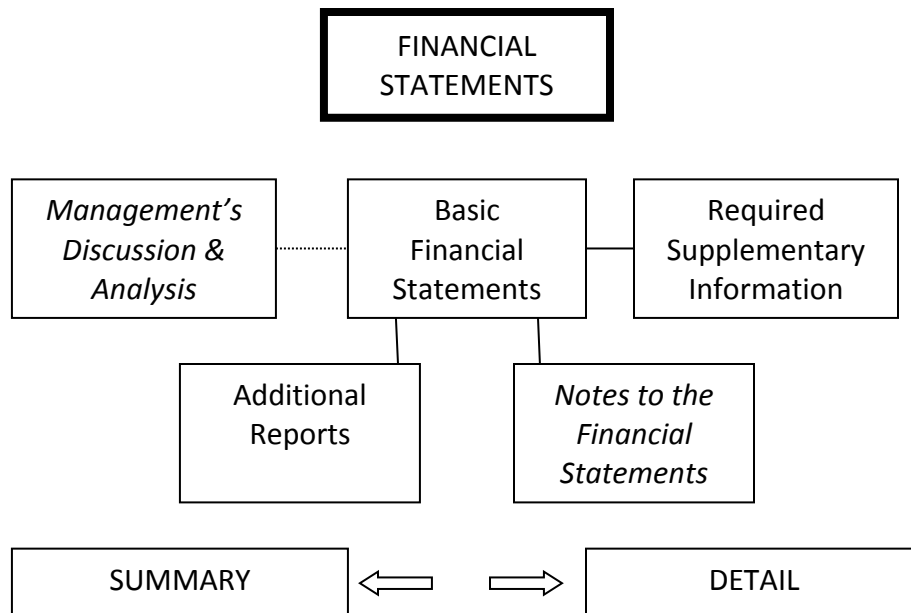 FINANCIAL
STATEMENTS
Management’s
Discussion &
Analysis
Basic
Financial
Statements
Required
Supplementary
Information
Additional
Reports
Notes to the
Financial
Statements
SUMMARY
DETAIL